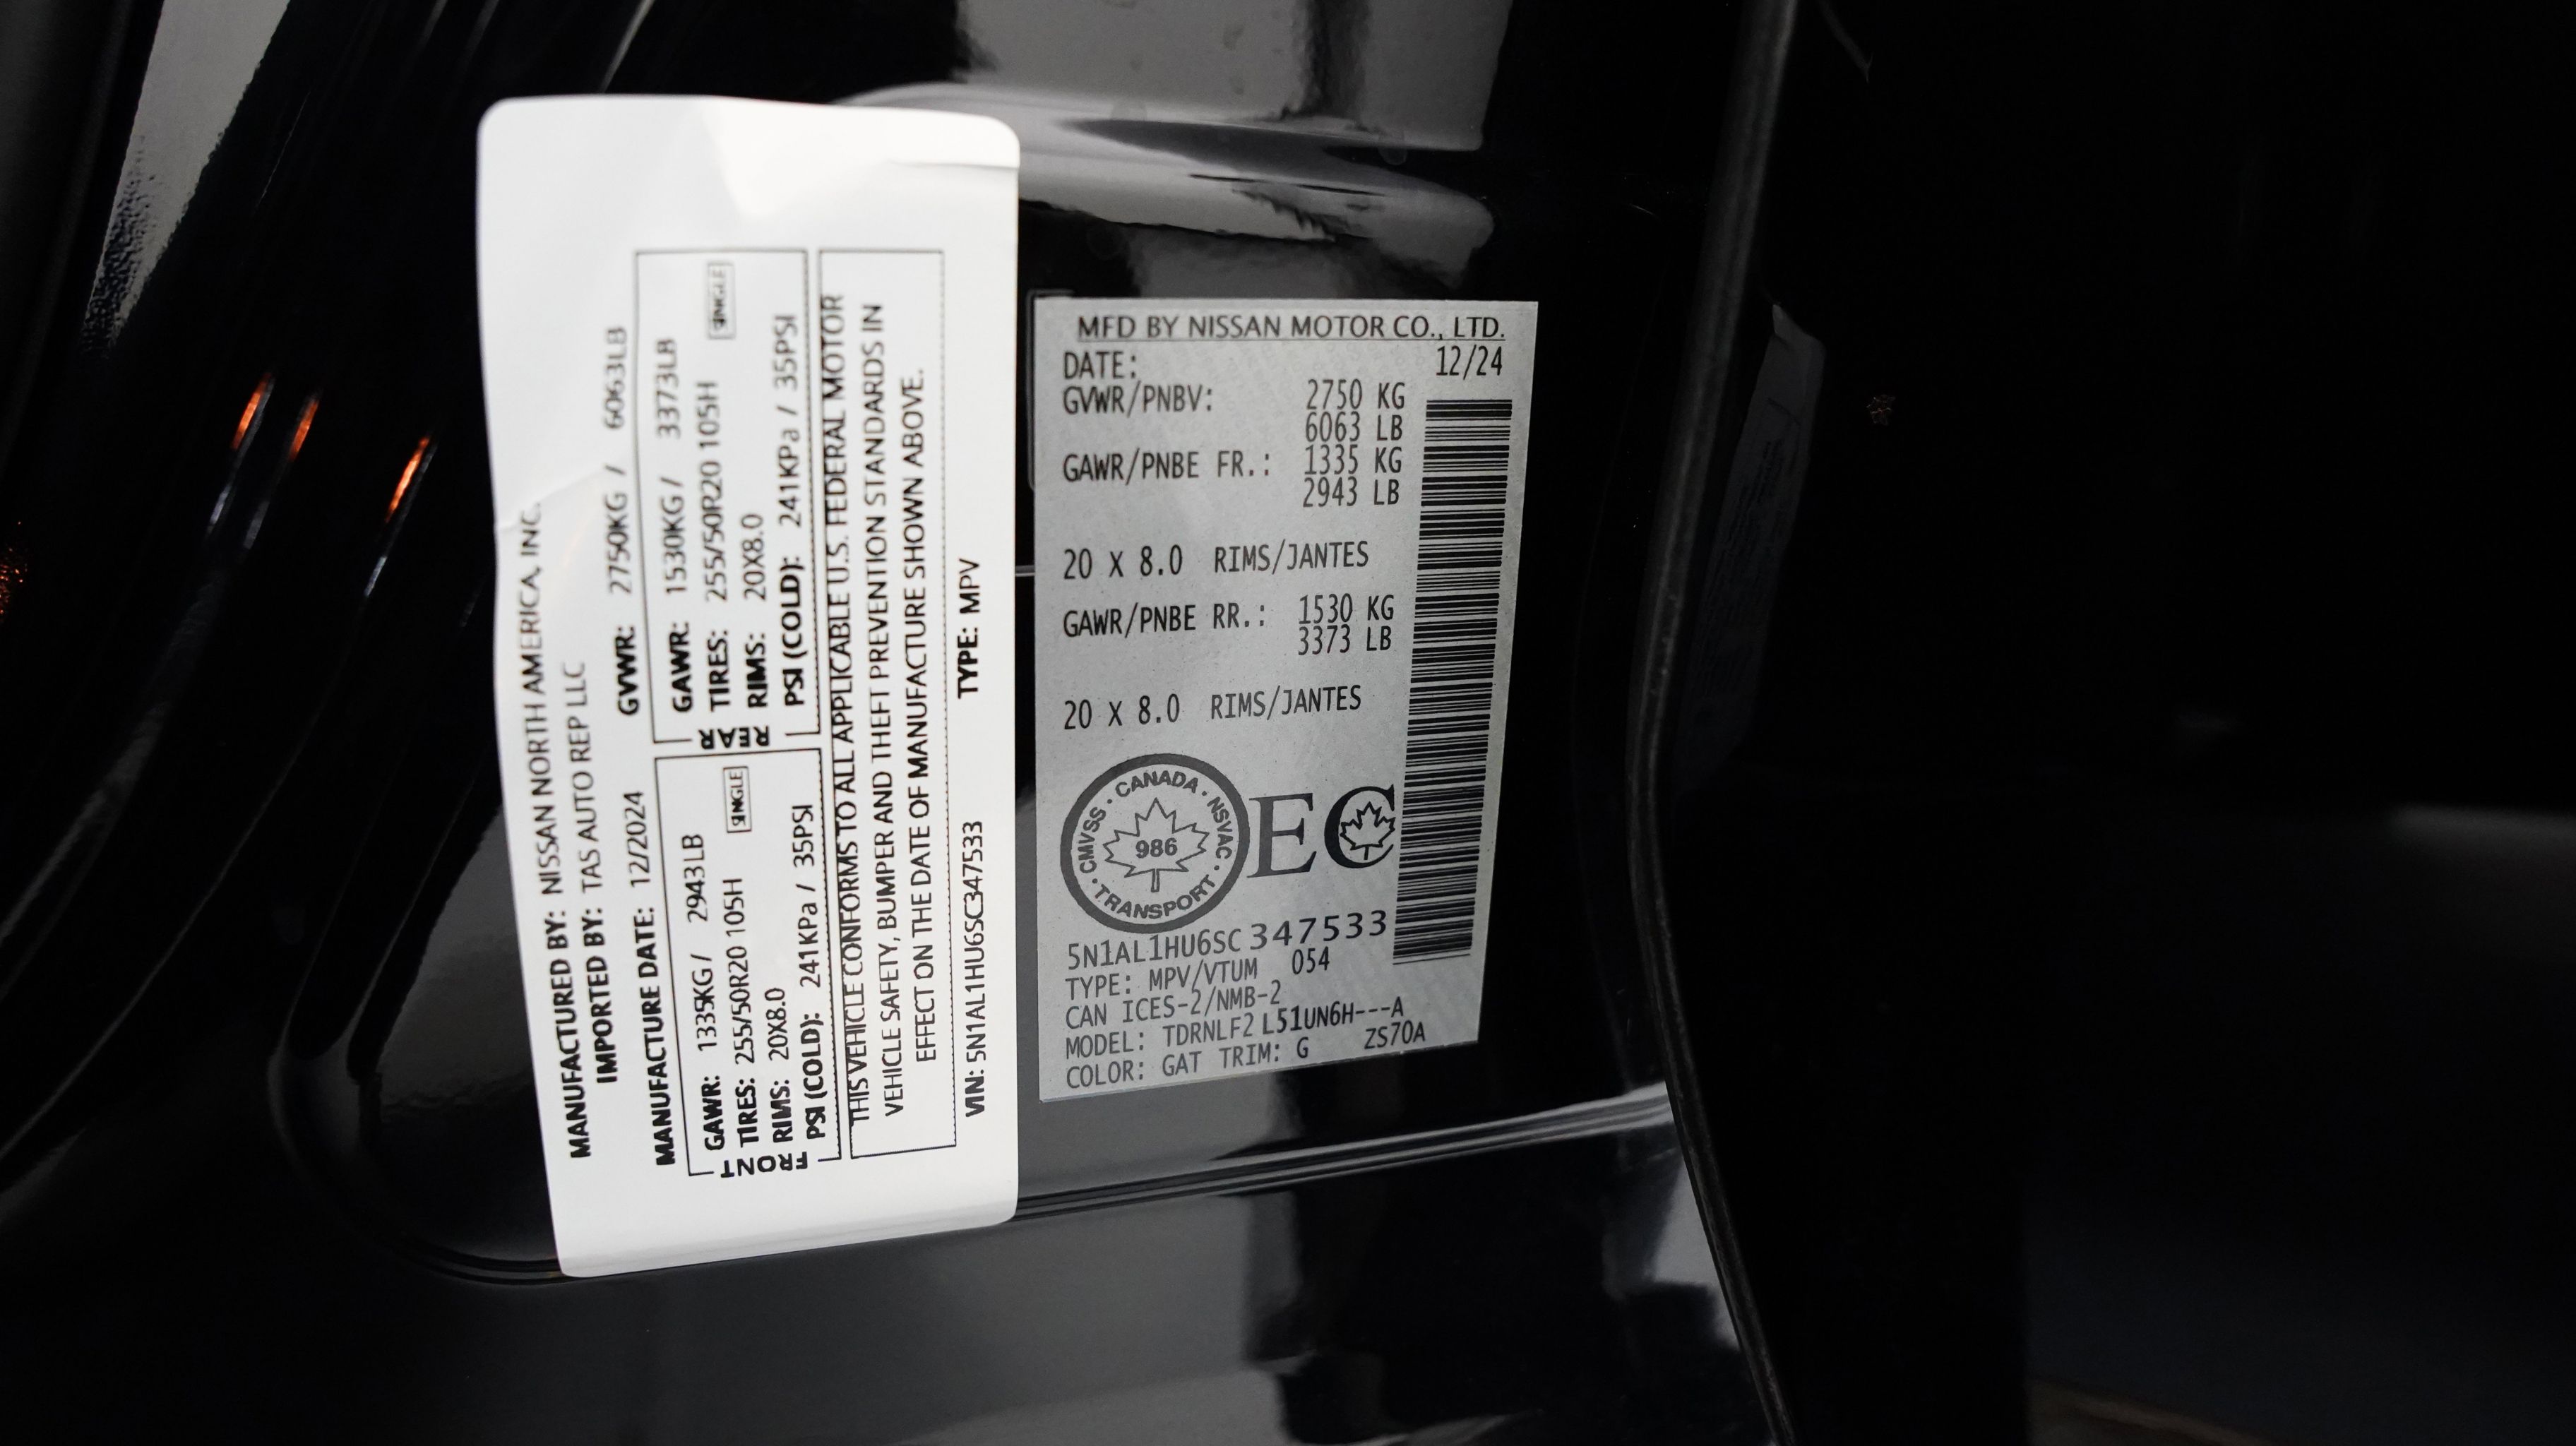 MANUFACTURED BY: NISSAN NORTH AMERICA, INC.
IMPORTED BY: TAS AUTO REP LLC
MANUFACTURE DATE: 12/2024 GVWR: 2750KG / 6063LB
FRONT
GAWR: 1335KG / 2943LB
TIRES: 255/50R20 105H SINGLE
RIMS: 20X8.0
PSI (COLD): 241KPa / 35PSI
REAR
GAWR: 1530KG / 3373LB
TIRES: 255/50R20 105H SINGLE
RIMS: 20X8.0
PSI (COLD): 241KPa / 35PSI
THIS VEHICLE CONFORMS TO ALL APPLICABLE U.S. FEDERAL MOTOR
VEHICLE SAFETY, BUMPER AND THEFT PREVENTION STANDARDS IN
EFFECT ON THE DATE OF MANUFACTURE SHOWN ABOVE.
VIN: 5N1AL1HU6SC347533 TYPE: MPV
MFD BY NISSAN MOTOR CO., LTD.
DATE: 12/24
GVWR/PNBV: 2750 KG
6063 LB
GAWR/PNBE FR.: 1335 KG
2943 LB
20 X 8.0 RIMS/JANTES
GAWR/PNBE RR.: 1530 KG
3373 LB
20 X 8.0 RIMS/JANTES
CMVSS · CANADA · NSVAC · TRANSPORT ·
986
EC
5N1AL1HU6SC347533
TYPE: MPV/VTUM 054
CAN ICES-2/NMB-2
MODEL: TDRNLF2 L51UN6H---A
COLOR: GAT TRIM: G ZS70A